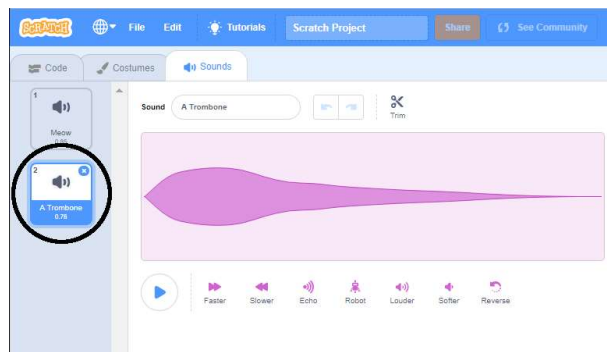 SCRATCH File Edit Tutorials Scratch Project Share See Community
Code Costumes Sounds
1
Meow
2
A Trombone
0.76
Sound A Trombone Trim
Faster Slower Echo Robot Louder Softer Reverse